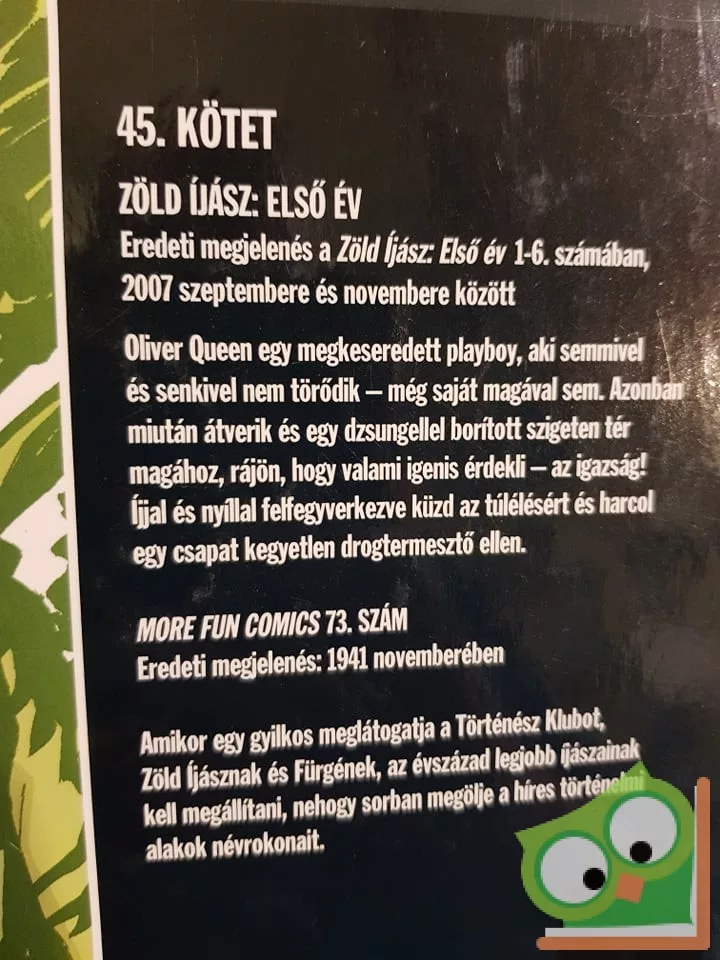 45. KÖTET
ZÖLD ÍJÁSZ: ELSŐ ÉV
Eredeti megjelenés a Zöld Íjász: Első év 1-6. számában,
2007 szeptembere és novembere között
Oliver Queen egy megkeseredett playboy, aki semmivel
és senkivel nem törődik – még saját magával sem. Azonban
miután átverik és egy dzsungellel borított szigeten tér
magához, rájön, hogy valami igenis érdekli – az igazság!
Íjjal és nyíllal felfegyverkezve küzd az túlélésért és harcol
egy csapat kegyetlen drogtermesztő ellen.
MORE FUN COMICS 73. SZÁM
Eredeti megjelenés: 1941 novemberében
Amikor egy gyilkos meglátogatja a Történész Klubot,
Zöld Íjásznak és Fürgének, az évszázad legjobb íjászainak
kell megállítani, nehogy sorban megölje a híres történelmi
alakok névrokonait.